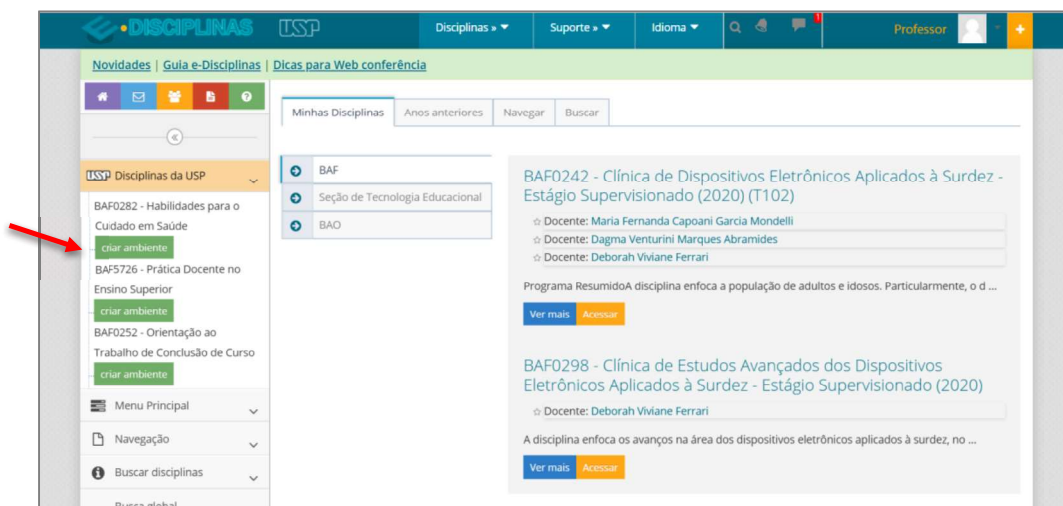 e•DISCIPLINAS USP Disciplinas » Suporte » Idioma 1 Professor +
Novidades | Guia e-Disciplinas | Dicas para Web conferência
Minhas Disciplinas Anos anteriores Navegar Buscar
USP Disciplinas da USP
BAF0282 - Habilidades para o
Cuidado em Saúde
criar ambiente
BAF5726 - Prática Docente no
Ensino Superior
criar ambiente
BAF0252 - Orientação ao
Trabalho de Conclusão de Curso
criar ambiente
Menu Principal
Navegação
Buscar disciplinas
Busca global
BAF
Seção de Tecnologia Educacional
BAO
BAF0242 - Clínica de Dispositivos Eletrônicos Aplicados à Surdez -
Estágio Supervisionado (2020) (T102)
Docente: Maria Fernanda Capoani Garcia Mondelli
Docente: Dagma Venturini Marques Abramides
Docente: Deborah Viviane Ferrari
Programa ResumidoA disciplina enfoca a população de adultos e idosos. Particularmente, o d ...
Ver mais Acessar
BAF0298 - Clínica de Estudos Avançados dos Dispositivos
Eletrônicos Aplicados à Surdez - Estágio Supervisionado (2020)
Docente: Deborah Viviane Ferrari
A disciplina enfoca os avanços na área dos dispositivos eletrônicos aplicados à surdez, no ...
Ver mais Acessar